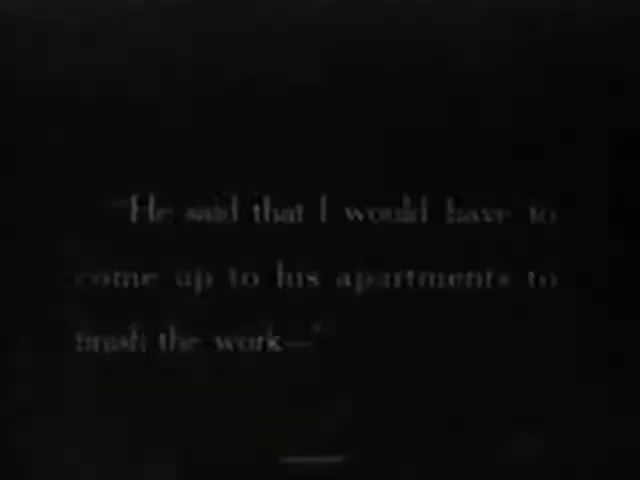 "He said that I would have to
come up to his apartments to
finish the work—"